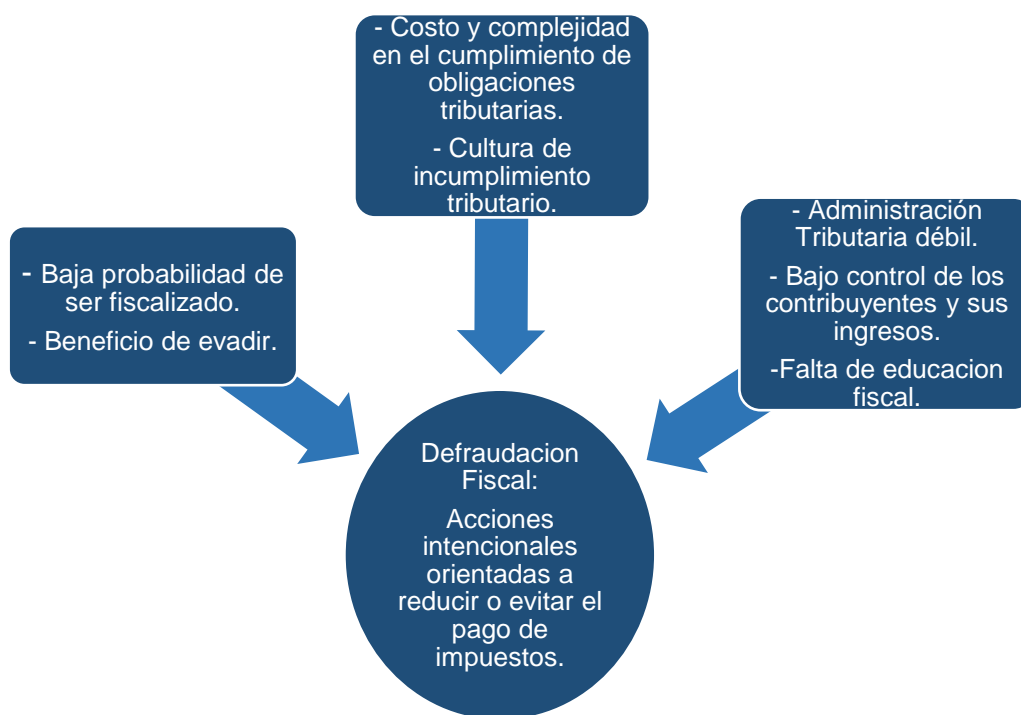 - Costo y complejidad
en el cumplimiento de
obligaciones
tributarias.
- Cultura de
incumplimiento
tributario.
- Baja probabilidad de
ser fiscalizado.
- Beneficio de evadir.
- Administración
Tributaria débil.
- Bajo control de los
contribuyentes y sus
ingresos.
-Falta de educacion
fiscal.
Defraudacion
Fiscal:
Acciones
intencionales
orientadas a
reducir o evitar el
pago de
impuestos.